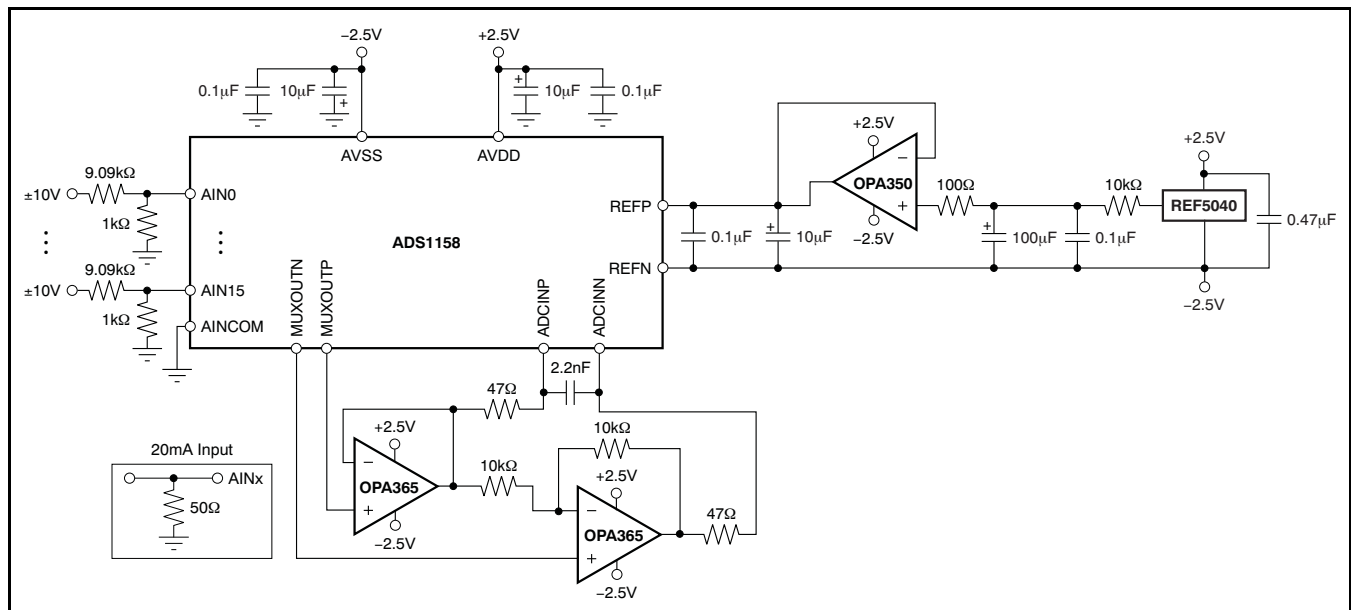 −2.5V
+2.5V
0.1μF
10μF
+
+
10μF
0.1μF
AVSS
AVDD
±10V
9.09kΩ
AIN0
1kΩ
±10V
9.09kΩ
AIN15
1kΩ
AINCOM
ADS1158
MUXOUTN
MUXOUTP
ADCINP
ADCINN
REFP
REFN
0.1μF
+
10μF
+2.5V
−
OPA350
+
−2.5V
100Ω
+
100μF
0.1μF
10kΩ
+2.5V
REF5040
0.47μF
−2.5V
2.2nF
47Ω
+2.5V
−
OPA365
+
−2.5V
10kΩ
10kΩ
+2.5V
−
OPA365
+
−2.5V
47Ω
20mA Input
AINx
50Ω